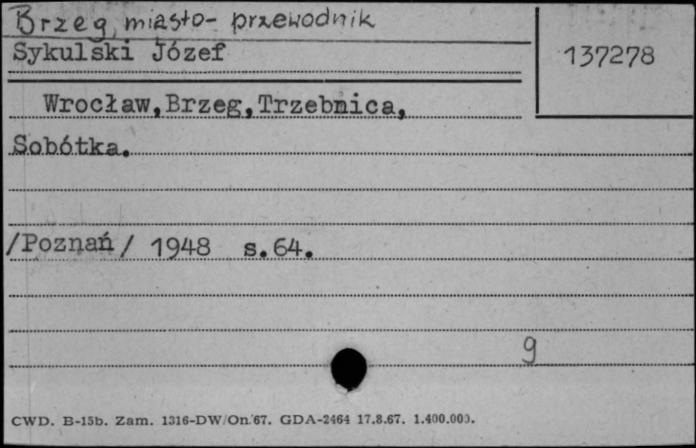 Brzeg, miasto - przewodnik
Sykulski Józef
137278
Wrocław, Brzeg, Trzebnica,
Sobótka.
/Poznań/ 1948 s. 64.
g
CWD. B-15b. Zam. 1316-DW/On.67. GDA-2464 17.8.67. 1.400.000.